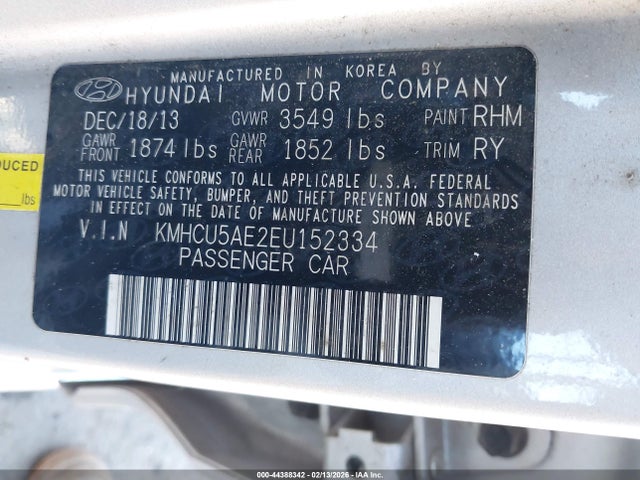 MANUFACTURED IN KOREA BY
HYUNDAI MOTOR COMPANY
DEC/18/13 GVWR 3549 lbs PAINT RHM
GAWR FRONT 1874 lbs GAWR REAR 1852 lbs TRIM RY
THIS VEHICLE CONFORMS TO ALL APPLICABLE U.S.A. FEDERAL
MOTOR VEHICLE SAFETY, BUMPER, AND THEFT PREVENTION STANDARDS
IN EFFECT ON THE DATE OF MANUFACTURE SHOWN ABOVE.
V.I.N KMHCU5AE2EU152334
PASSENGER CAR
DUCED
lbs
000-44388342 - 02/13/2026 - IAAI.COM